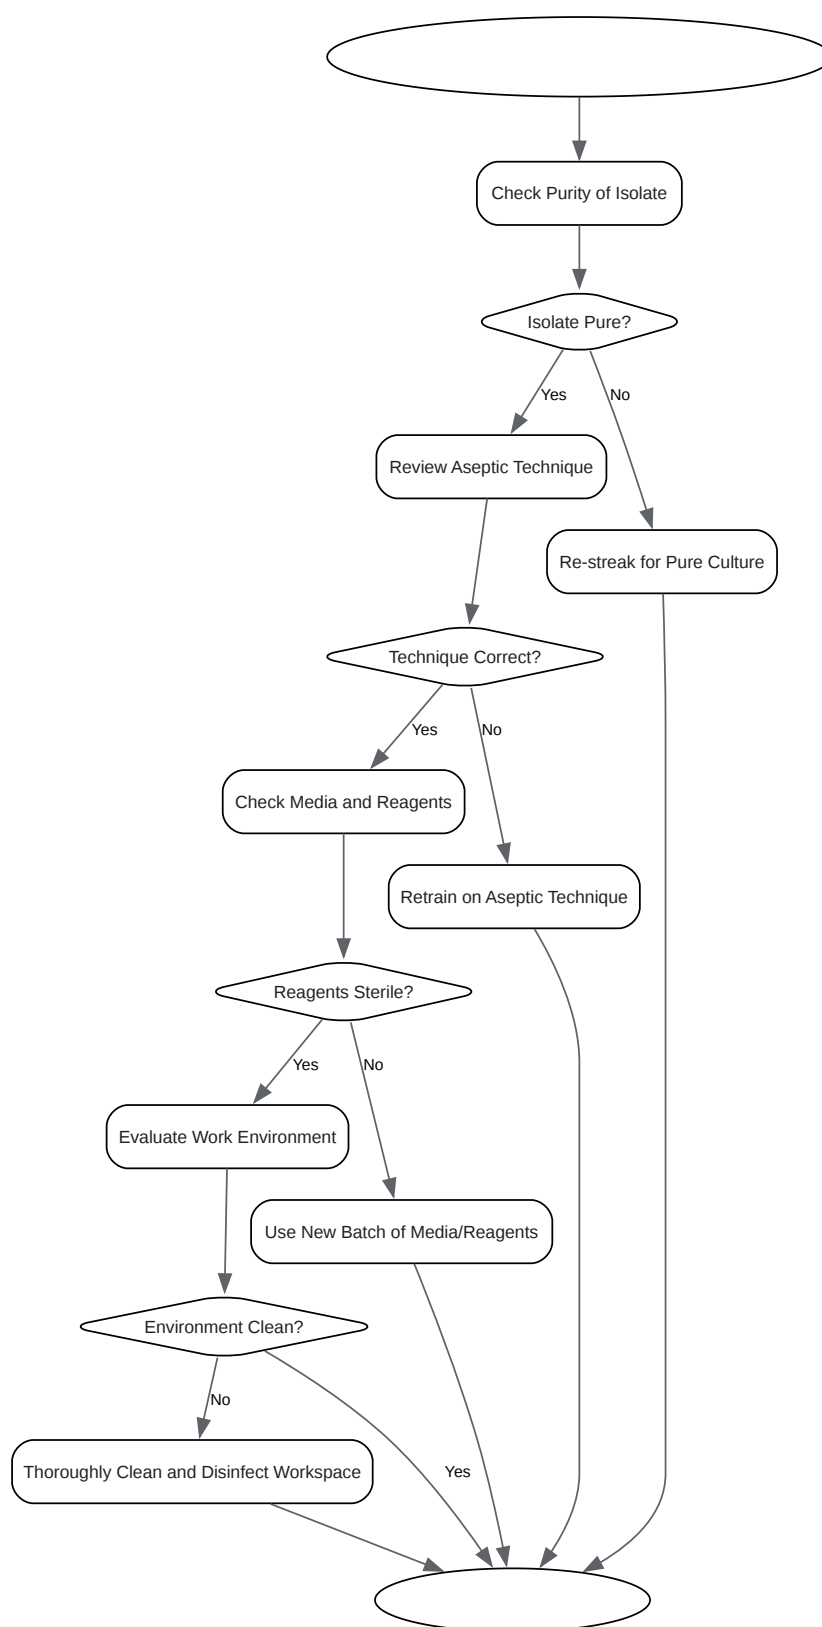 Check Purity of Isolate
Isolate Pure?
Yes
No
Review Aseptic Technique
Re-streak for Pure Culture
Technique Correct?
Yes
No
Check Media and Reagents
Retrain on Aseptic Technique
Reagents Sterile?
Yes
No
Evaluate Work Environment
Use New Batch of Media/Reagents
Environment Clean?
No
Thoroughly Clean and Disinfect Workspace
Yes